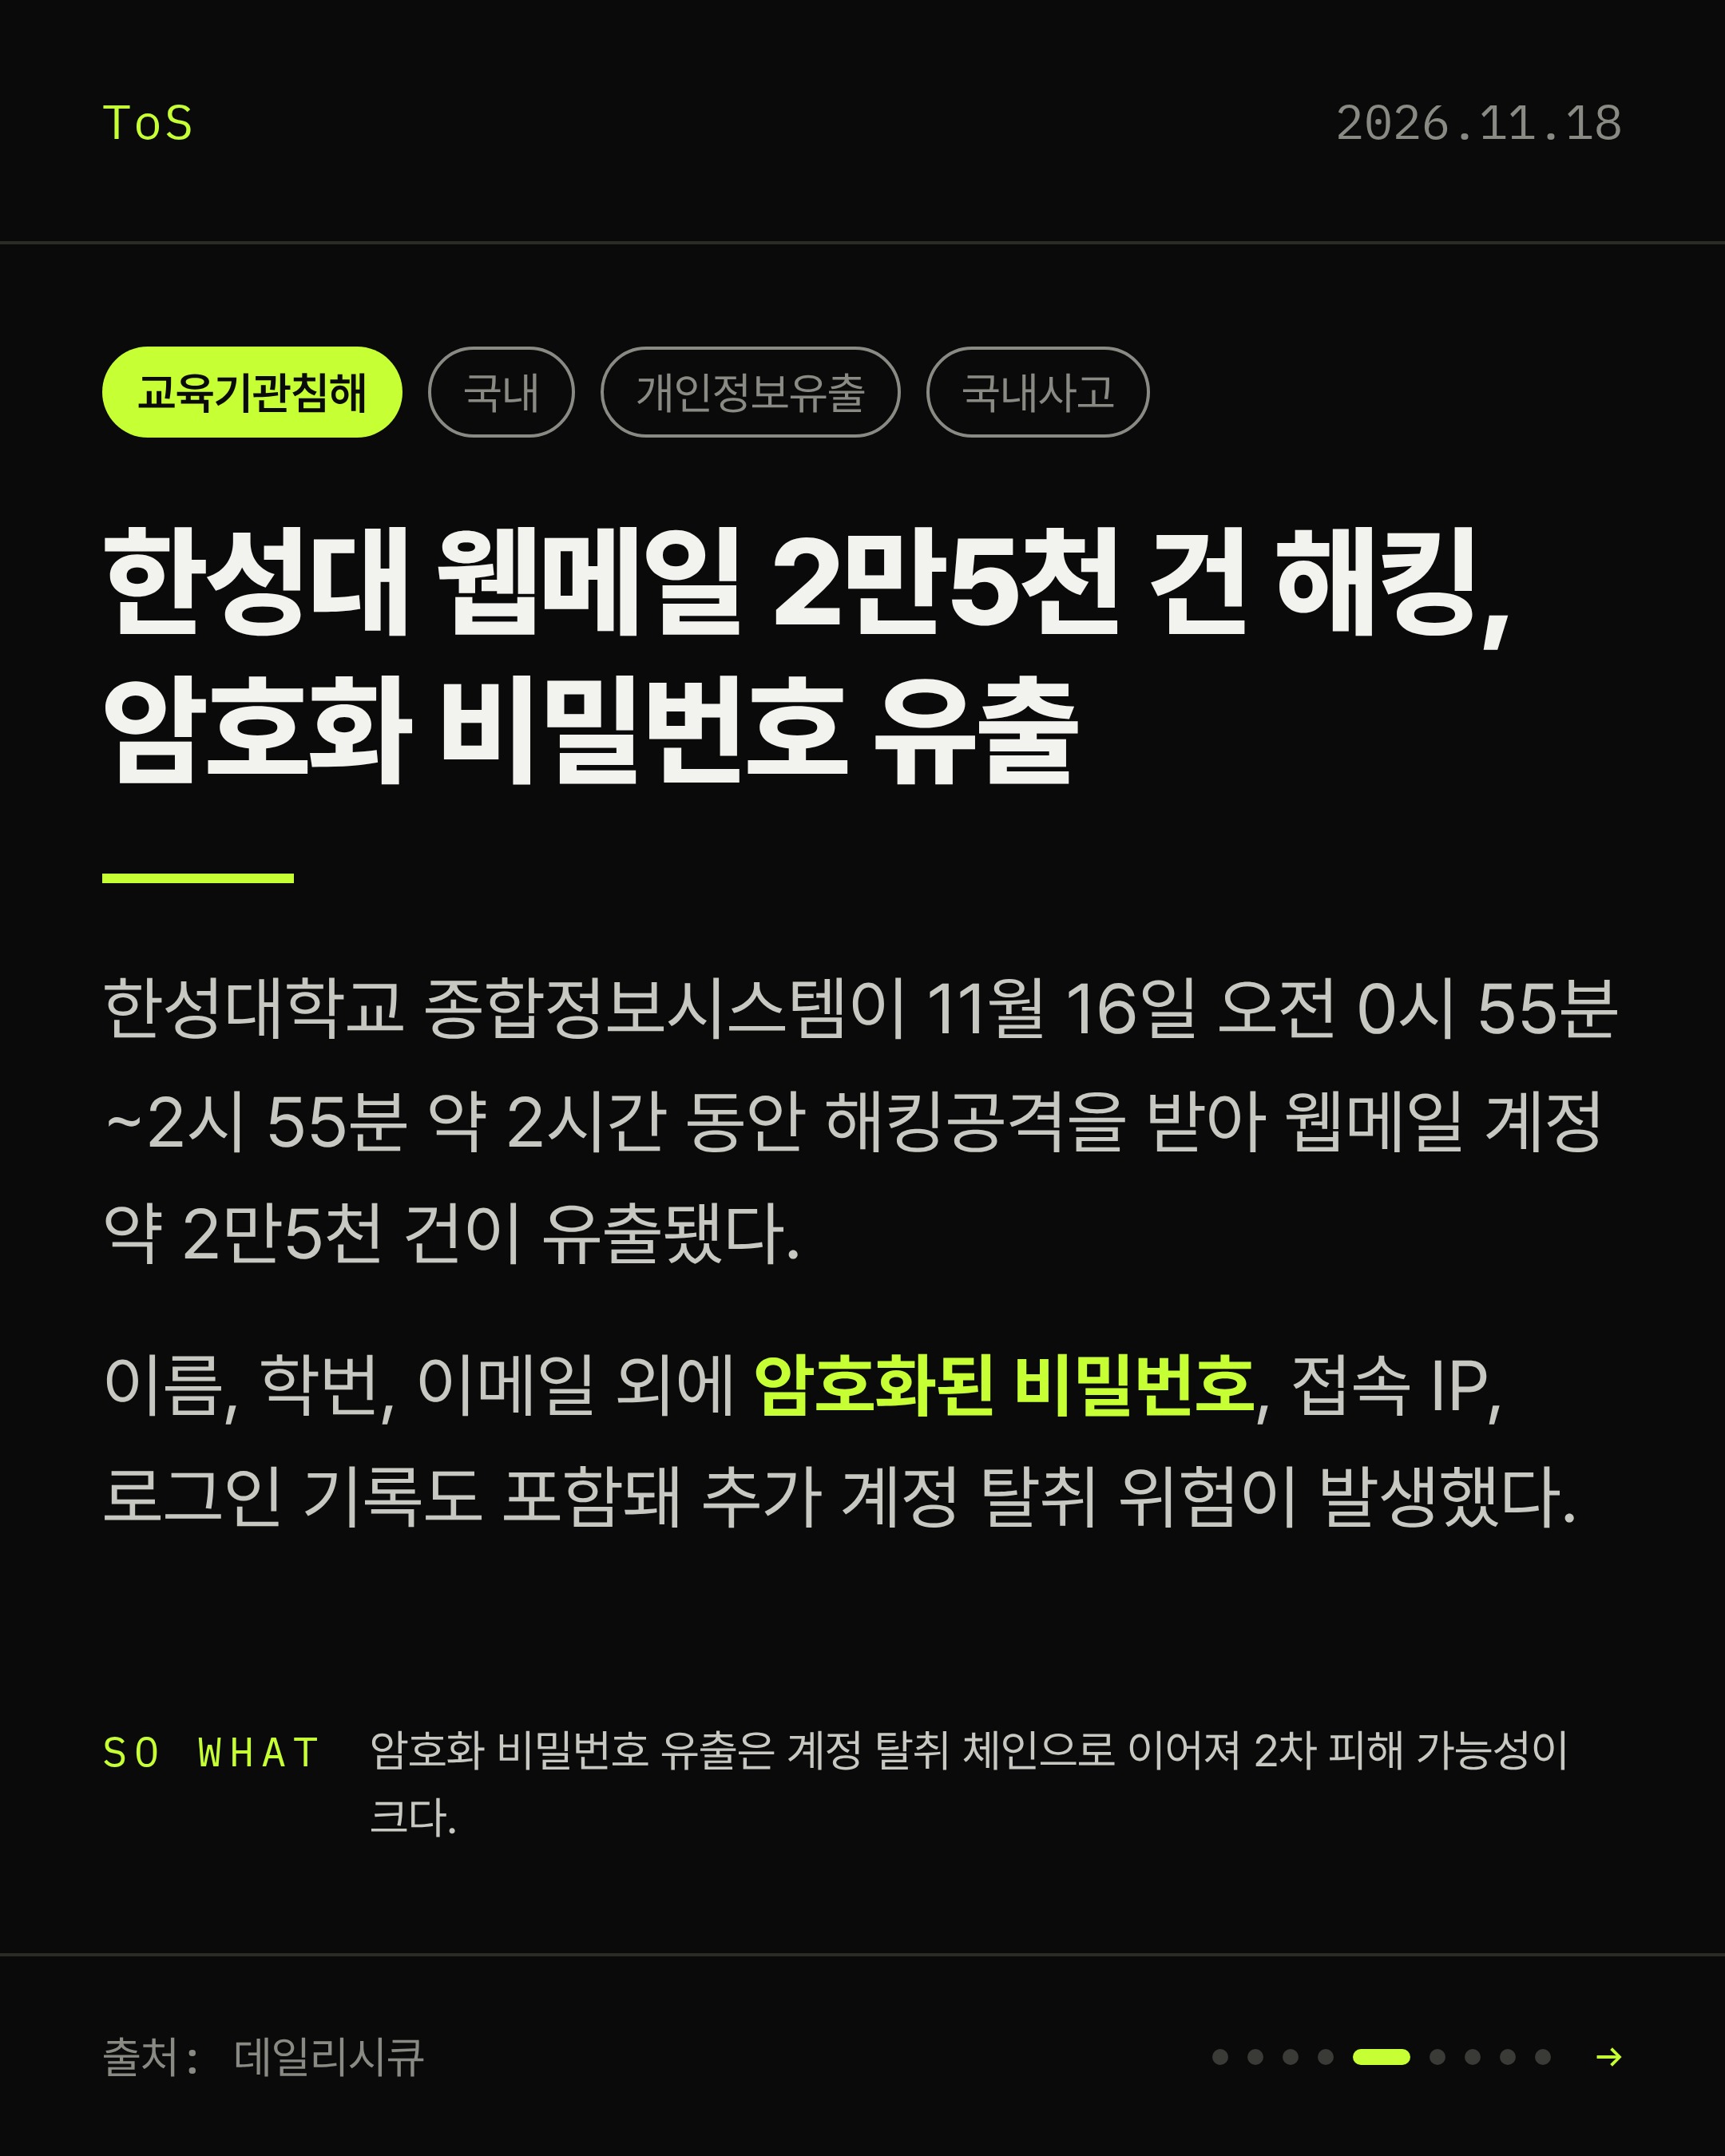 ToS
2026.11.18
교육기관침해 국내 개인정보유출 국내사고
한성대 웹메일 2만5천 건 해킹,
암호화 비밀번호 유출
한성대학교 종합정보시스템이 11월 16일 오전 0시 55분
~2시 55분 약 2시간 동안 해킹공격을 받아 웹메일 계정
약 2만5천 건이 유출됐다.
이름, 학번, 이메일 외에 암호화된 비밀번호, 접속 IP,
로그인 기록도 포함돼 추가 계정 탈취 위험이 발생했다.
SO WHAT 암호화 비밀번호 유출은 계정 탈취 체인으로 이어져 2차 피해 가능성이
크다.
출처: 데일리시큐 →